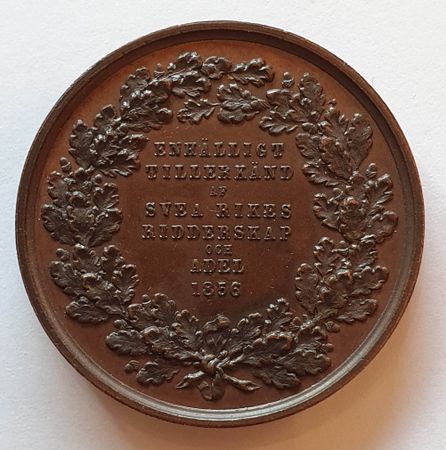 ENHÄLLIGT
TILLERKÄND
AF
SVEA RIKES
RIDDERSKAP
OCH
ADEL
1856